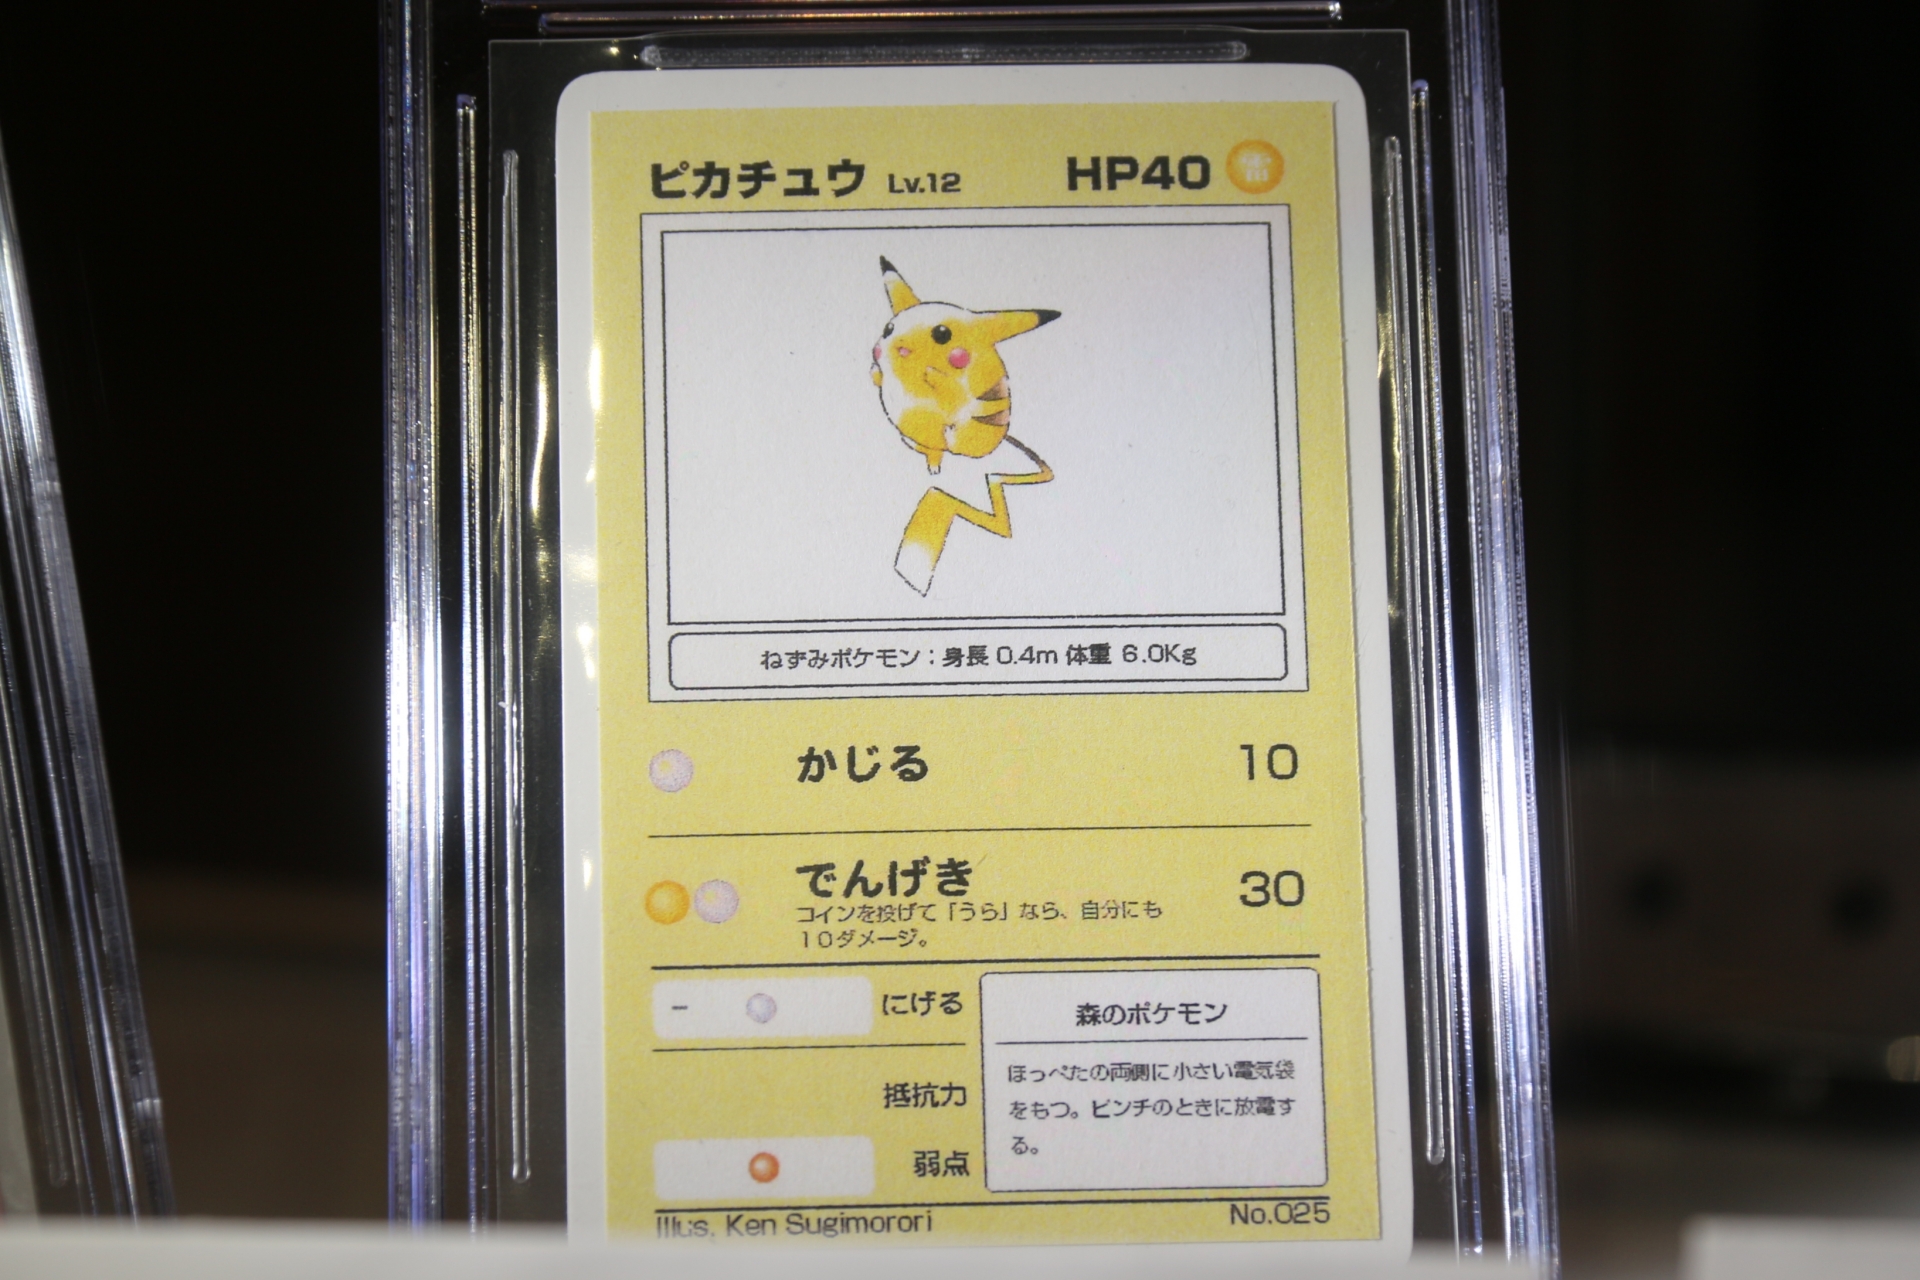 ピカチュウ Lv.12 HP40
ねずみポケモン：身長 0.4m 体重 6.0Kg
かじる 10
でんげき 30
コインを投げて「うら」なら、自分にも
１０ダメージ。
- にげる
抵抗力
弱点
森のポケモン
ほっぺたの両側に小さい電気袋
をもつ。ピンチのときに放電す
る。
Illus. Ken Sugimorori No.025